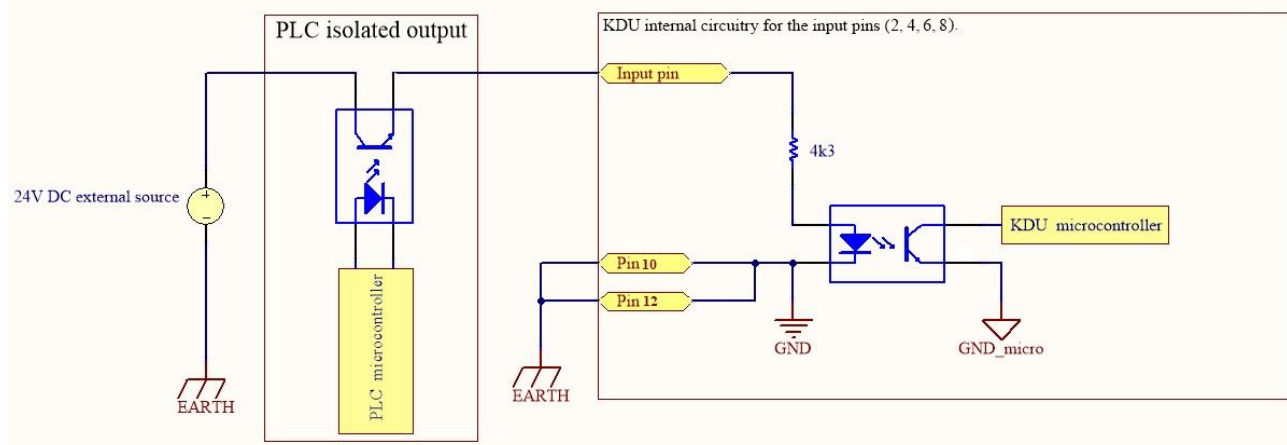 PLC isolated output
KDU internal circuitry for the input pins (2, 4, 6, 8).
Input pin
4k3
24V DC external source
+
−
KDU microcontroller
Pin 10
Pin 12
PLC microcontroller
GND
GND_micro
EARTH
EARTH